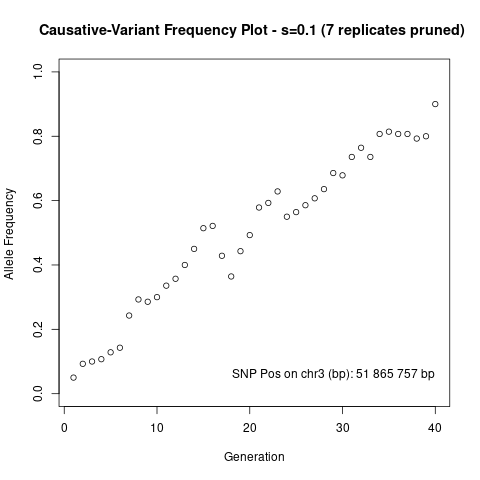 Causative-Variant Frequency Plot - s=0.1 (7 replicates pruned)
Allele Frequency
1.0
0.8
0.6
0.4
0.2
0.0
SNP Pos on chr3 (bp): 51 865 757 bp
0 10 20 30 40
Generation